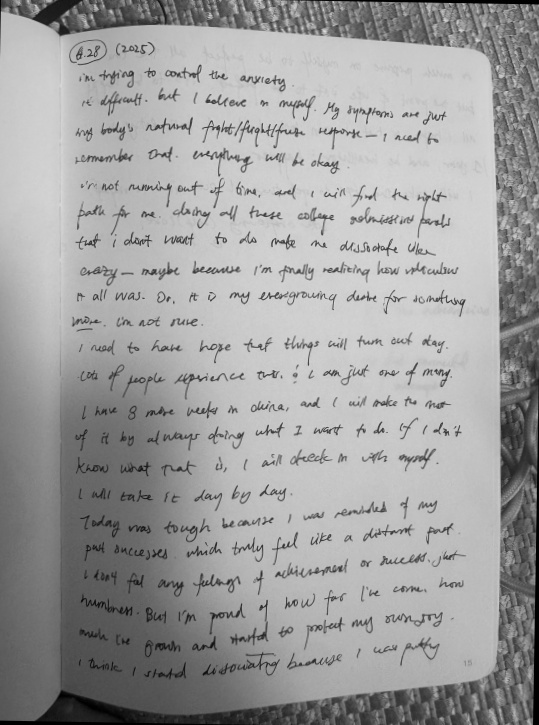 4.28 (2025)
i'm trying to control the anxiety.
it's difficult. but I believe in myself. My symptoms are just
my body's natural fight/flight/freeze response — I need to
remember that. everything will be okay.
i'm not running out of time, and I will find the right
path for me. doing all these college admissions panels
that i don't want to do make me dissociate like
crazy — maybe because I'm finally realizing how ridiculous
it all was. Or, it is my evergrowing desire for something
more. i'm not sure.
I need to have hope that things will turn out okay.
lots of people experience this. & I am just one of many.
I have 8 more weeks in china, and I will make the most
of it by always doing what I want to do. If I don't
know what that is, I will check in with myself.
I will take it day by day.
Today was tough because I was reminded of my
past successes. which truly feel like a distant past.
I don't feel any feelings of achievement or success. just
numbness. But I'm proud of how far I've come. how
much I've grown and started to protect my own joy.
I think I started dissociating because I was putting
15